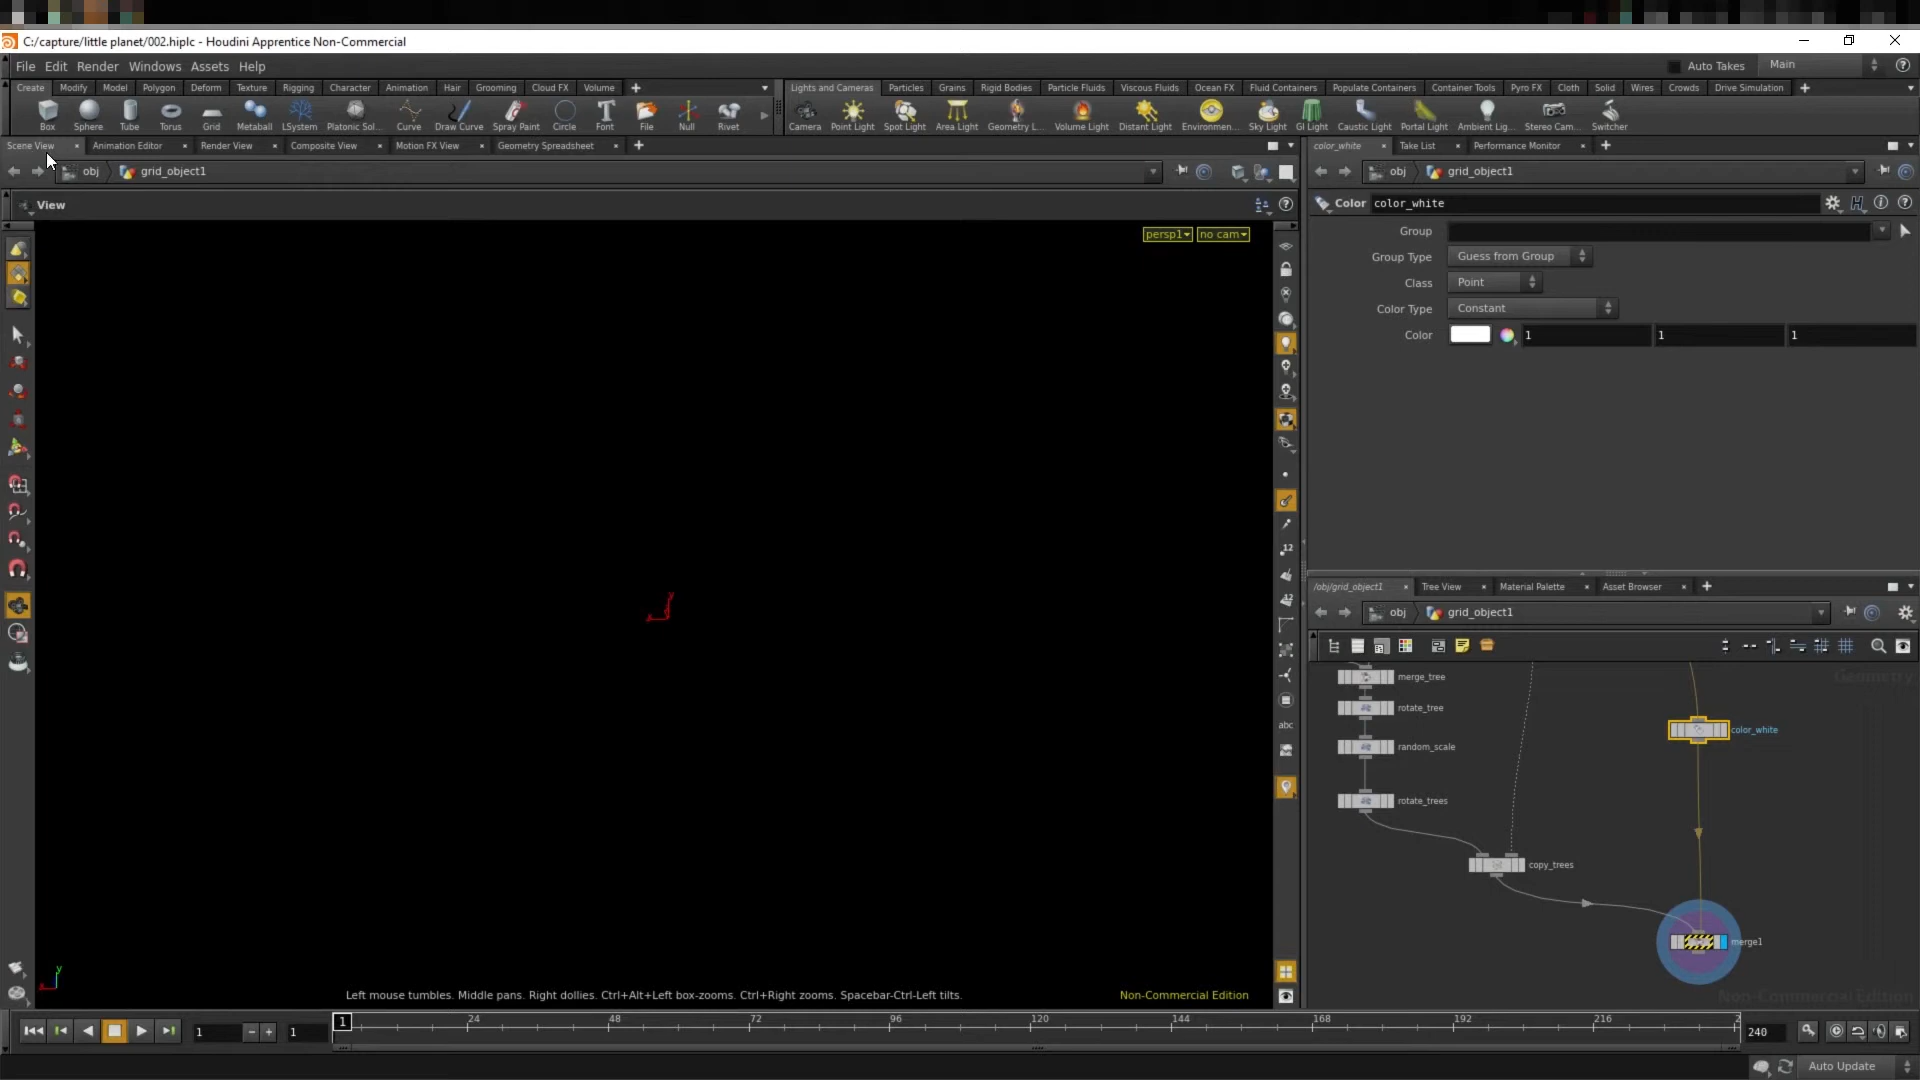 C:/capture/little planet/002.hiplc - Houdini Apprentice Non-Commercial
File Edit Render Windows Assets Help
Auto Takes Main
Create Modify Model Polygon Deform Texture Rigging Character Animation Hair Grooming Cloud FX Volume
Lights and Cameras Particles Grains Rigid Bodies Particle Fluids Viscous Fluids Ocean FX Fluid Containers Populate Containers Container Tools Pyro FX Cloth Solid Wires Crowds Drive Simulation
Box Sphere Tube Torus Grid Metaball LSystem Platonic Sol... Curve Draw Curve Spray Paint Circle Font File Null Rivet
Camera Point Light Spot Light Area Light Geometry L... Volume Light Distant Light Environmen... Sky Light GI Light Caustic Light Portal Light Ambient Lig... Stereo Cam... Switcher
Scene View Animation Editor Render View Composite View Motion FX View Geometry Spreadsheet
color_white Take List Performance Monitor
obj grid_object1
obj grid_object1
View
Color color_white
persp1 no cam
Group
Group Type Guess from Group
Class Point
Color Type Constant
Color 1 1 1
12
12
abc
/obj/grid_object1 Tree View Material Palette Asset Browser
obj grid_object1
Geometry
merge_tree
rotate_tree
color_white
random_scale
rotate_trees
copy_trees
merge1
Non-Commercial Edition
y
x
y
x
Left mouse tumbles. Middle pans. Right dollies. Ctrl+Alt+Left box-zooms. Ctrl+Right zooms. Spacebar-Ctrl-Left tilts.
Non-Commercial Edition
1 1 1 24 48 72 96 120 144 168 192 216 2 240
Auto Update